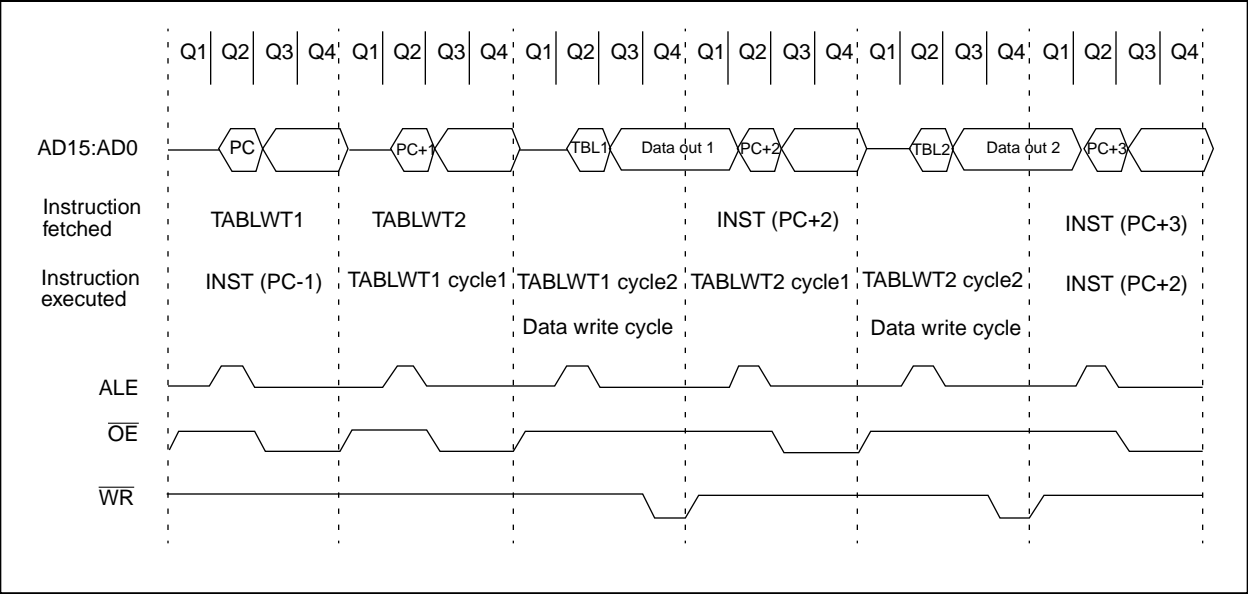 Q1 Q2 Q3 Q4 Q1 Q2 Q3 Q4 Q1 Q2 Q3 Q4 Q1 Q2 Q3 Q4 Q1 Q2 Q3 Q4 Q1 Q2 Q3 Q4
AD15:AD0 PC PC+1 TBL1 Data out 1 PC+2 TBL2 Data out 2 PC+3
Instruction
fetched
TABLWT1 TABLWT2 INST (PC+2) INST (PC+3)
Instruction
executed
INST (PC-1) TABLWT1 cycle1 TABLWT1 cycle2 TABLWT2 cycle1 TABLWT2 cycle2 INST (PC+2)
Data write cycle Data write cycle
ALE
OE
WR